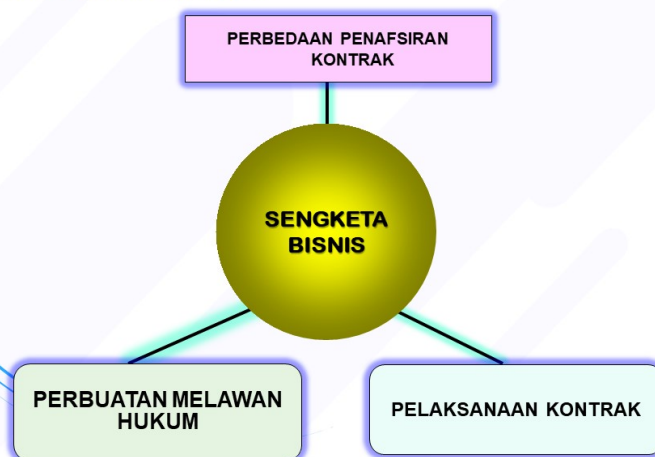 PERBEDAAN PENAFSIRAN
KONTRAK
SENGKETA
BISNIS
PERBUATAN MELAWAN
HUKUM
PELAKSANAAN KONTRAK